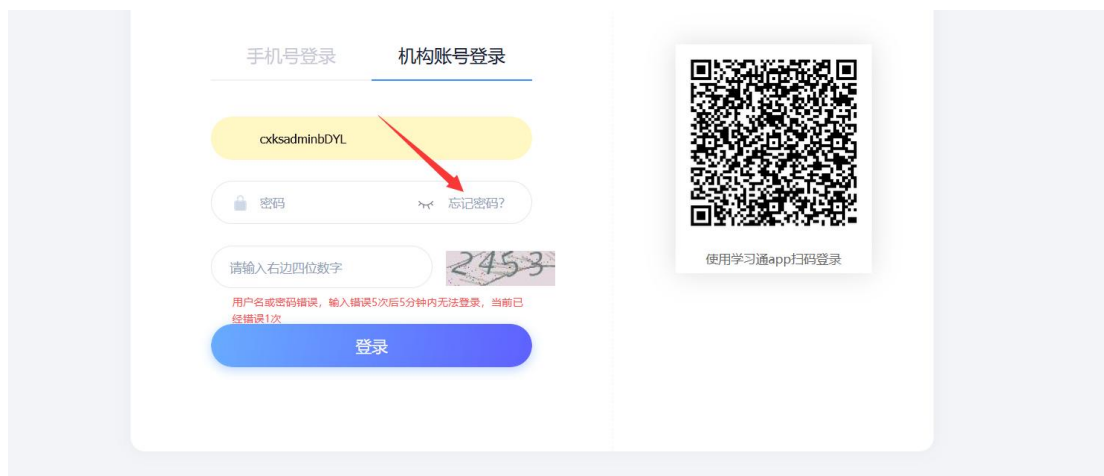 手机号登录
机构账号登录
cxksadminbDYL
密码
忘记密码?
请输入右边四位数字
2453
用户名或密码错误，输入错误5次后5分钟内无法登录，当前已
经错误1次
登录
使用学习通app扫码登录